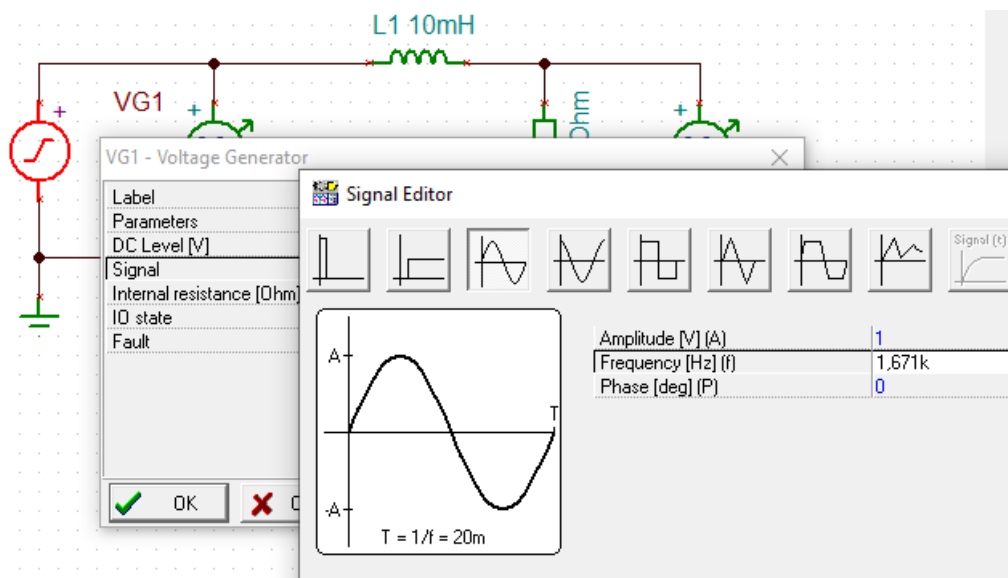 L1 10mH
VG1
+
+
+
Ohm
VG1 - Voltage Generator
Label
Parameters
DC Level [V]
Signal
Internal resistance [Ohm]
IO state
Fault
OK
Signal Editor
Signal (t)
A
T
-A
T = 1/f = 20m
Amplitude [V] (A) 1
Frequency [Hz] (f) 1,671k
Phase [deg] (P) 0